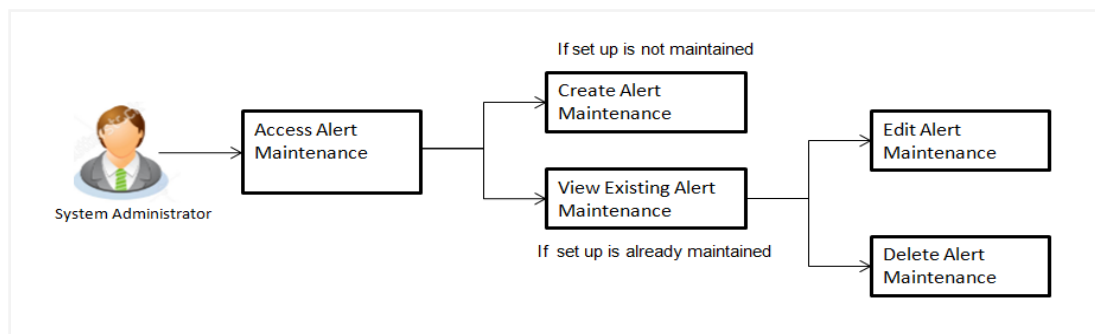 If set up is not maintained
Create Alert
Maintenance
Access Alert
Maintenance
Edit Alert
Maintenance
View Existing Alert
Maintenance
System Administrator
If set up is already maintained
Delete Alert
Maintenance